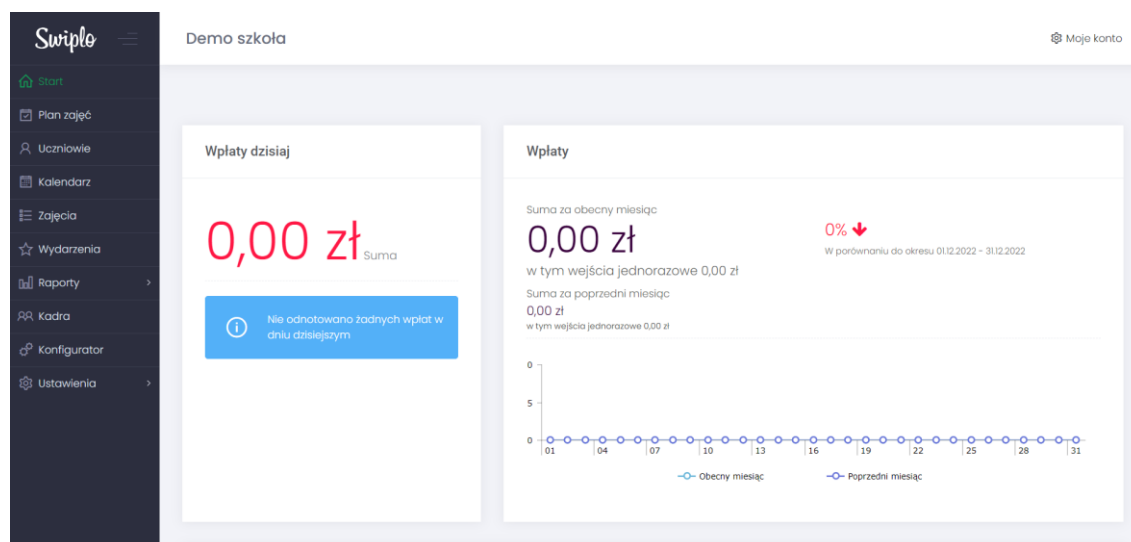 Swiplo
Demo szkoła
Moje konto
Start
Plan zajęć
Uczniowie
Kalendarz
Zajęcia
Wydarzenia
Raporty
Kadra
Konfigurator
Ustawienia
Wpłaty dzisiaj
0,00 zł Suma
Nie odnotowano żadnych wpłat w
dniu dzisiejszym
Wpłaty
Suma za obecny miesiąc
0,00 zł
w tym wejścia jednorazowe 0,00 zł
0%
W porównaniu do okresu 01.12.2022 - 31.12.2022
Suma za poprzedni miesiąc
0,00 zł
w tym wejścia jednorazowe 0,00 zł
0
5
0
01 04 07 10 13 16 19 22 25 28 31
Obecny miesiąc Poprzedni miesiąc